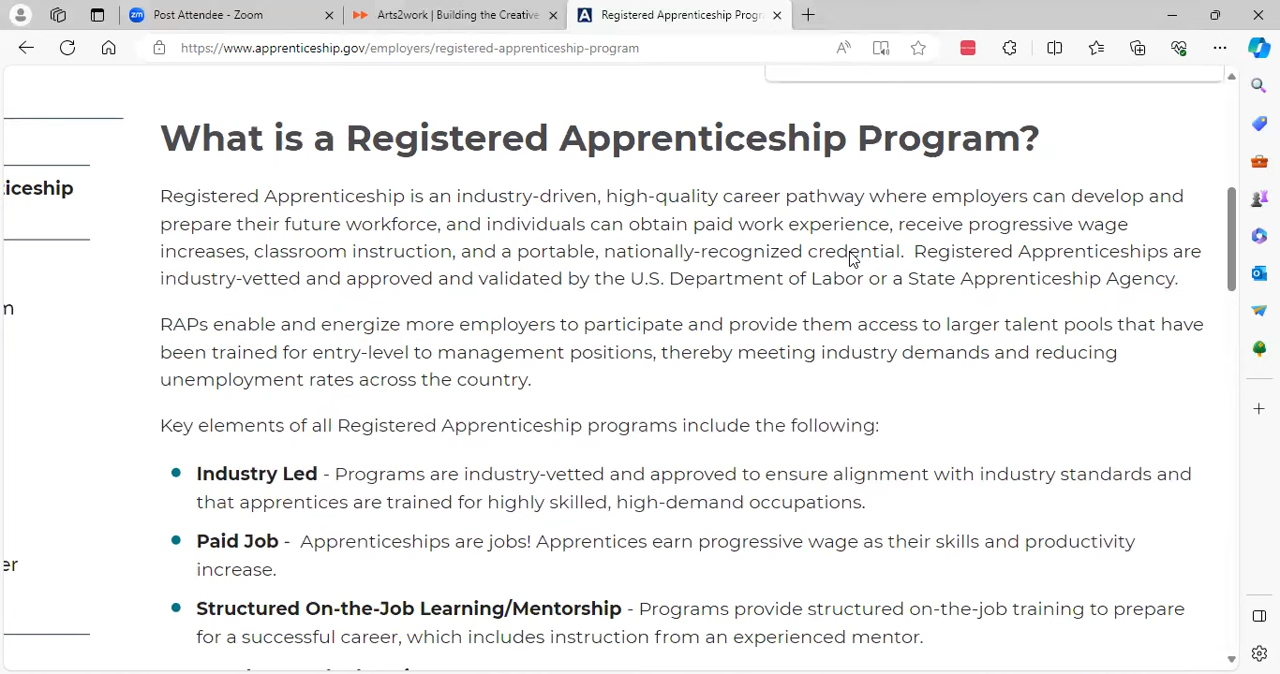 Post Attendee - Zoom
Arts2work | Building the Creative
Registered Apprenticeship Progr
https://www.apprenticeship.gov/employers/registered-apprenticeship-program
What is a Registered Apprenticeship Program?
iceship
Registered Apprenticeship is an industry-driven, high-quality career pathway where employers can develop and
prepare their future workforce, and individuals can obtain paid work experience, receive progressive wage
increases, classroom instruction, and a portable, nationally-recognized credential. Registered Apprenticeships are
industry-vetted and approved and validated by the U.S. Department of Labor or a State Apprenticeship Agency.
m
RAPs enable and energize more employers to participate and provide them access to larger talent pools that have
been trained for entry-level to management positions, thereby meeting industry demands and reducing
unemployment rates across the country.
Key elements of all Registered Apprenticeship programs include the following:
Industry Led - Programs are industry-vetted and approved to ensure alignment with industry standards and
that apprentices are trained for highly skilled, high-demand occupations.
Paid Job - Apprenticeships are jobs! Apprentices earn progressive wage as their skills and productivity
increase.
er
Structured On-the-Job Learning/Mentorship - Programs provide structured on-the-job training to prepare
for a successful career, which includes instruction from an experienced mentor.